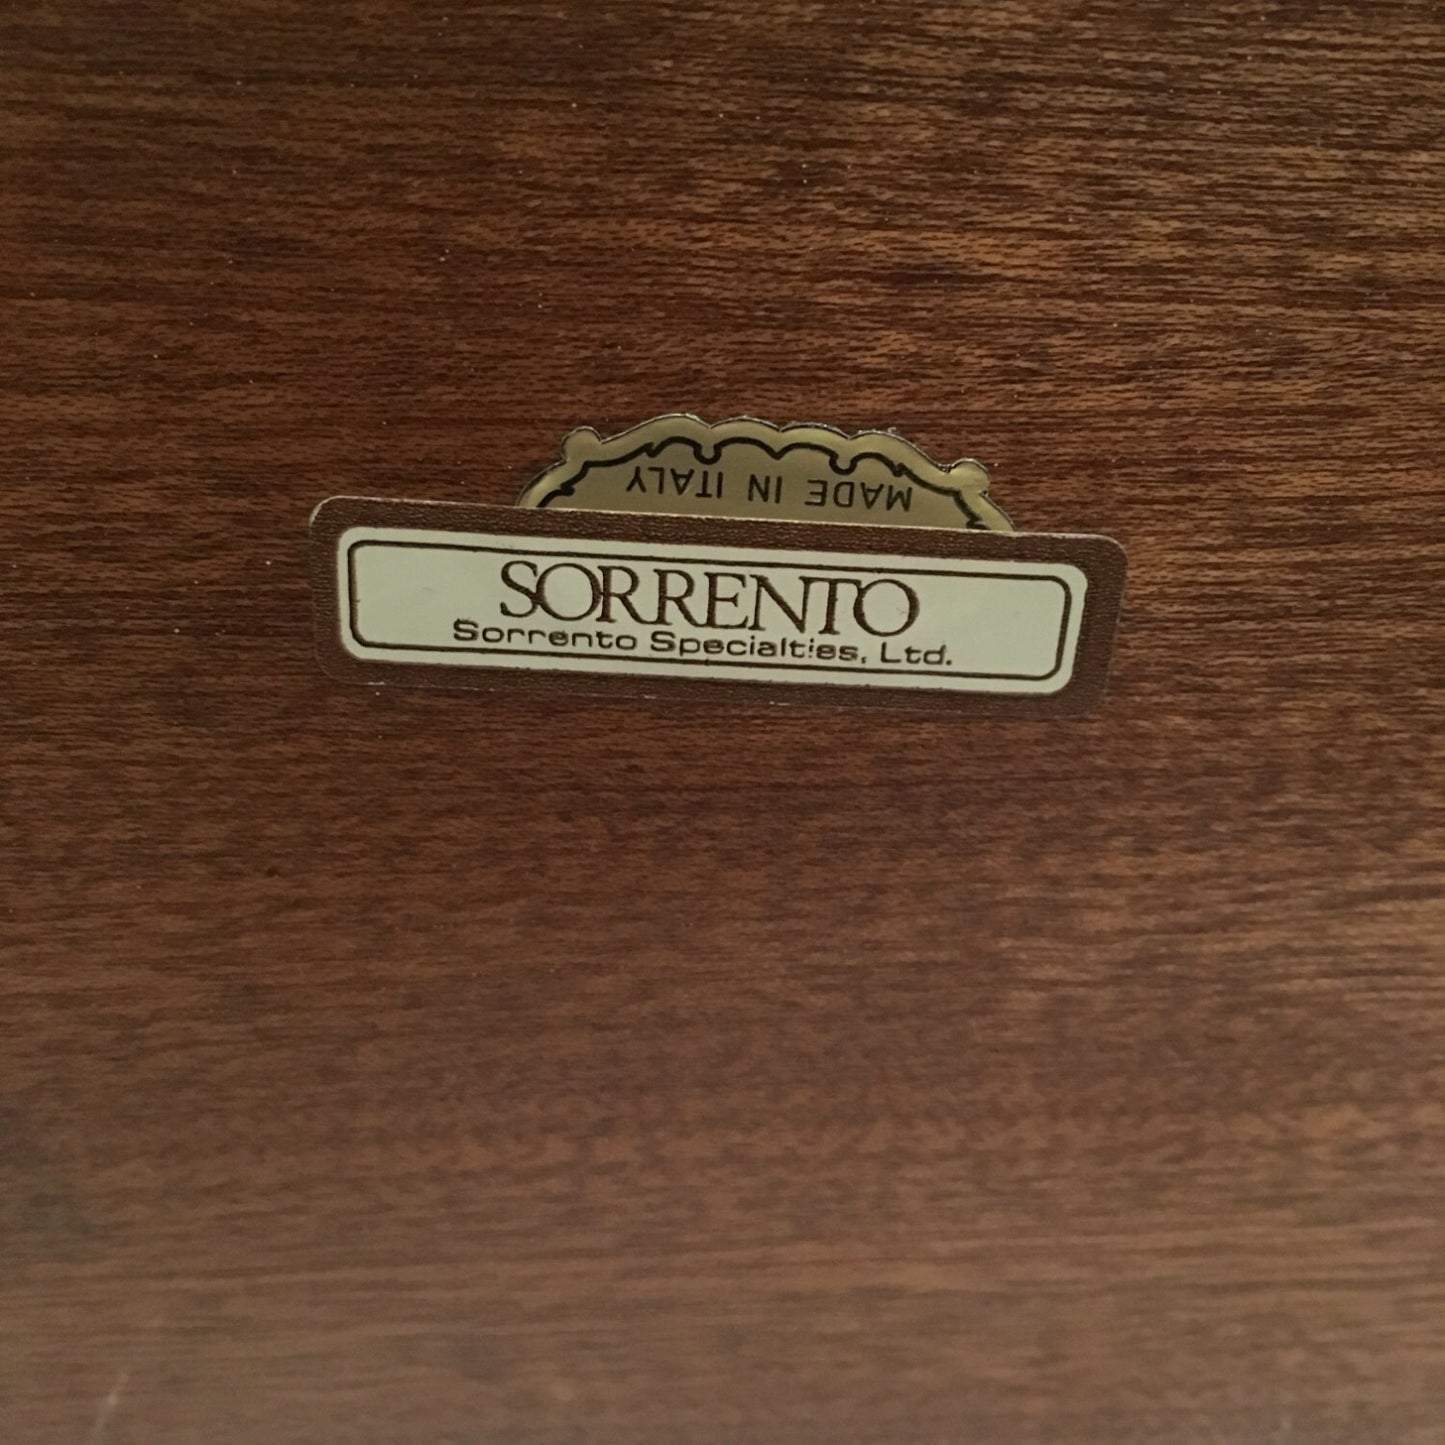 MADE IN ITALY
SORRENTO
Sorrento Specialties, Ltd.